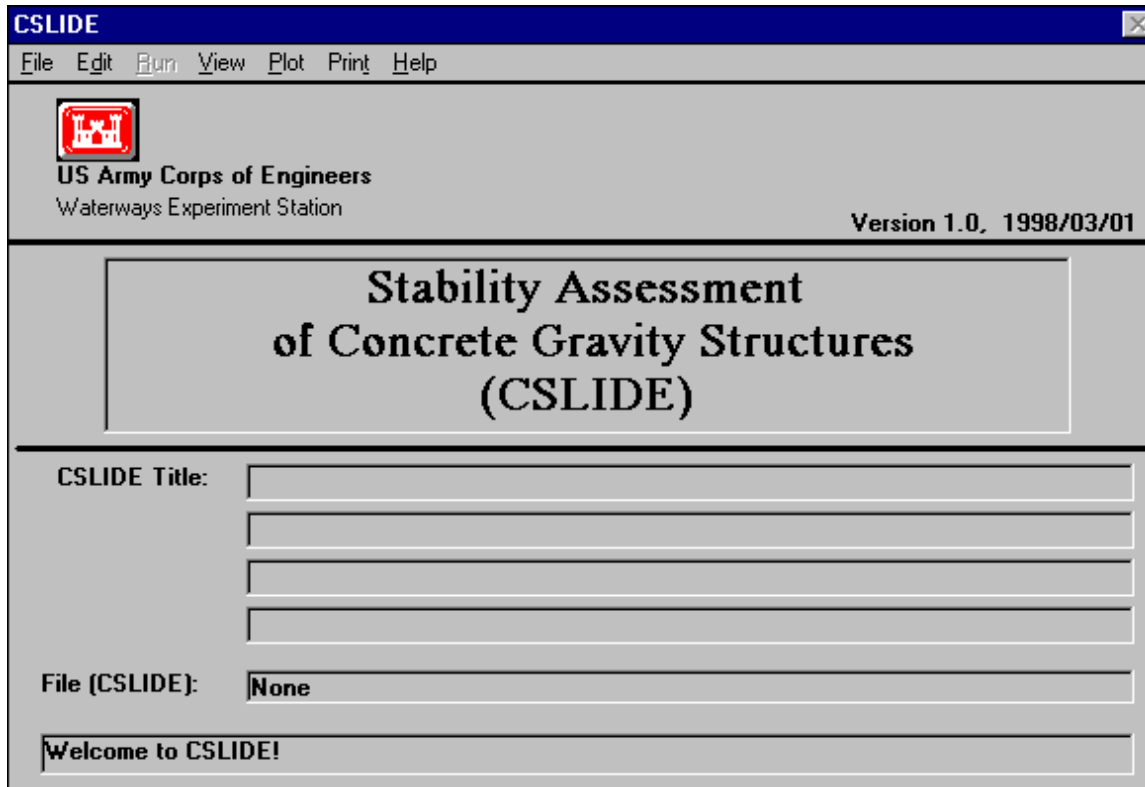 CSLIDE
File Edit Run View Plot Print Help
US Army Corps of Engineers
Waterways Experiment Station
Version 1.0, 1998/03/01
Stability Assessment
of Concrete Gravity Structures
(CSLIDE)
CSLIDE Title:
File (CSLIDE): None
Welcome to CSLIDE!